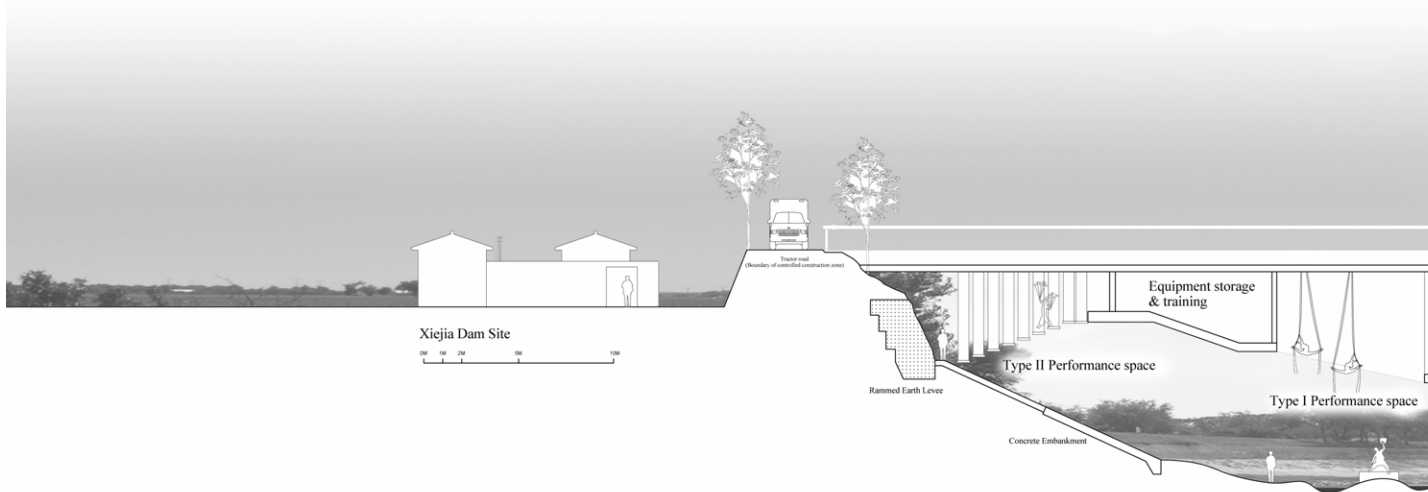 Tractor road
(Boundary of controlled construction zone)
Equipment storage
& training
Xiejia Dam Site
0M 1M 2M 5M 10M
Type II Performance space
Rammed Earth Levee
Type I Performance space
Concrete Embankment